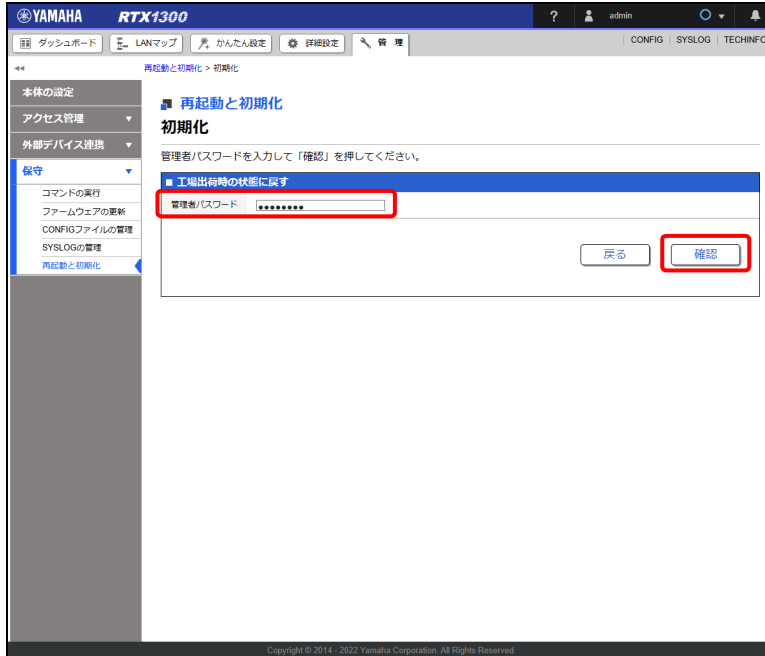 YAMAHA RTX1300 ? admin
ダッシュボード LANマップ かんたん設定 詳細設定 管理 CONFIG SYSLOG TECHINFO
再起動と初期化 > 初期化
本体の設定
アクセス管理
外部デバイス連携
保守
コマンドの実行
ファームウェアの更新
CONFIGファイルの管理
SYSLOGの管理
再起動と初期化
再起動と初期化
初期化
管理者パスワードを入力して「確認」を押してください。
■ 工場出荷時の状態に戻す
管理者パスワード ●●●●●●●●
戻る 確認
Copyright © 2014 - 2022 Yamaha Corporation. All Rights Reserved.